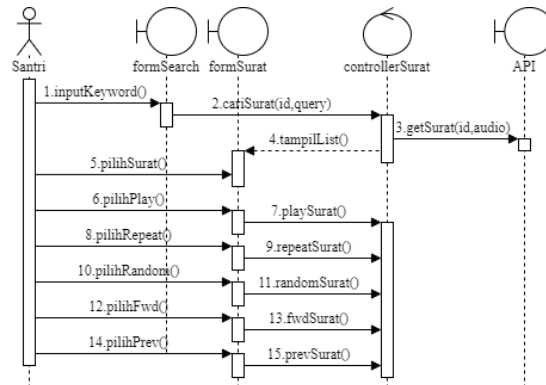 Santri
formSearch
formSurat
controllerSurat
API
1.inputKeyword()
2.cariSurat(id,query)
3.getSurat(id,audio)
4.tampilList()
5.pilihSurat()
6.pilihPlay()
7.playSurat()
8.pilihRepeat()
9.repeatSurat()
10.pilihRandom()
11.randomSurat()
12.pilihFwd()
13.fwdSurat()
14.pilihPrev()
15.prevSurat()